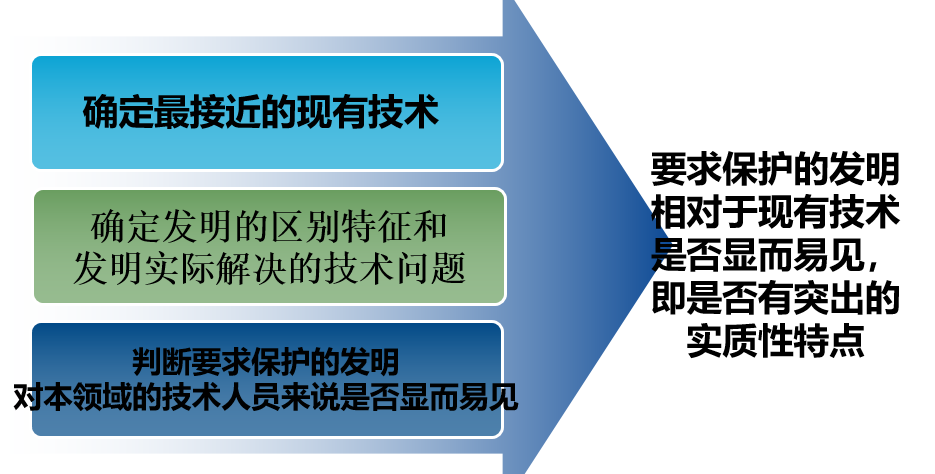 确定最接近的现有技术
确定发明的区别特征和
发明实际解决的技术问题
判断要求保护的发明
对本领域的技术人员来说是否显而易见
要求保护的发明
相对于现有技术
是否显而易见，
即是否有突出的
实质性特点